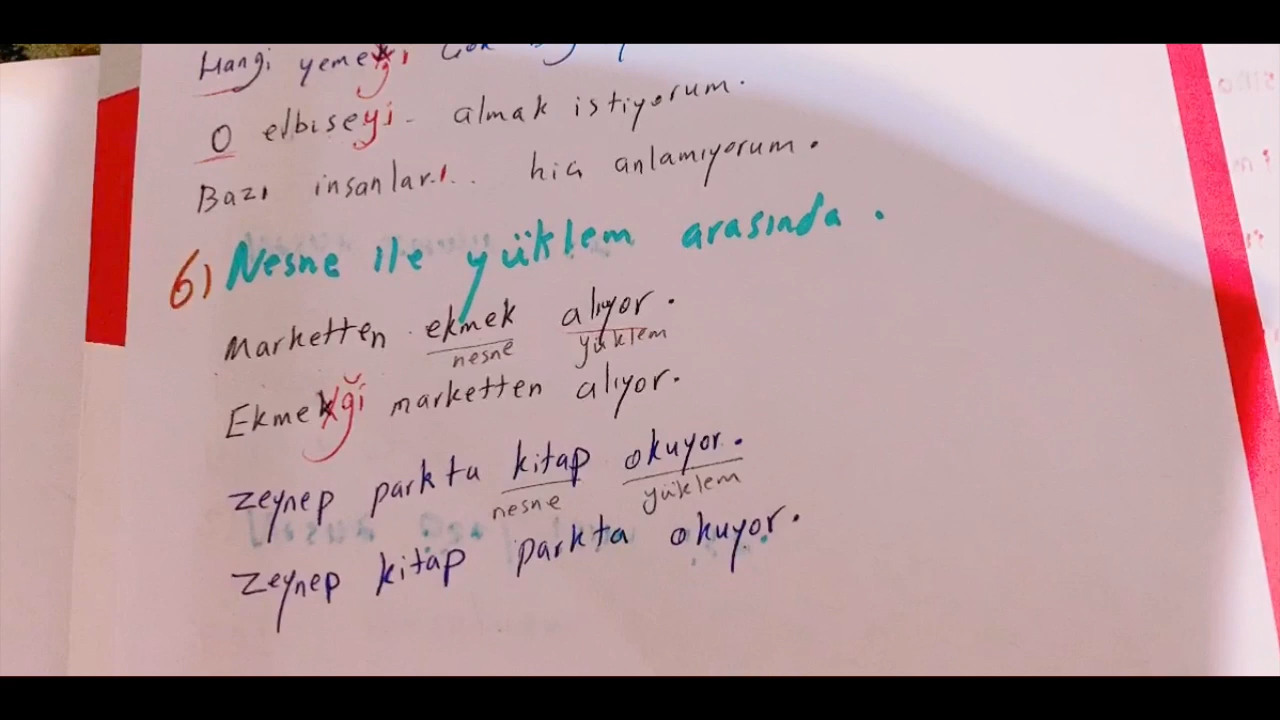 Hangi yemeği
O elbiseyi. almak istiyorum.
Bazı insanları.. hiç anlamıyorum.
6) Nesne ile yüklem arasında.
Marketten ekmek alıyor.
nesne yüklem
Ekmeği marketten alıyor.
Zeynep parkta kitap okuyor.
nesne yüklem
Zeynep kitap parkta okuyor.